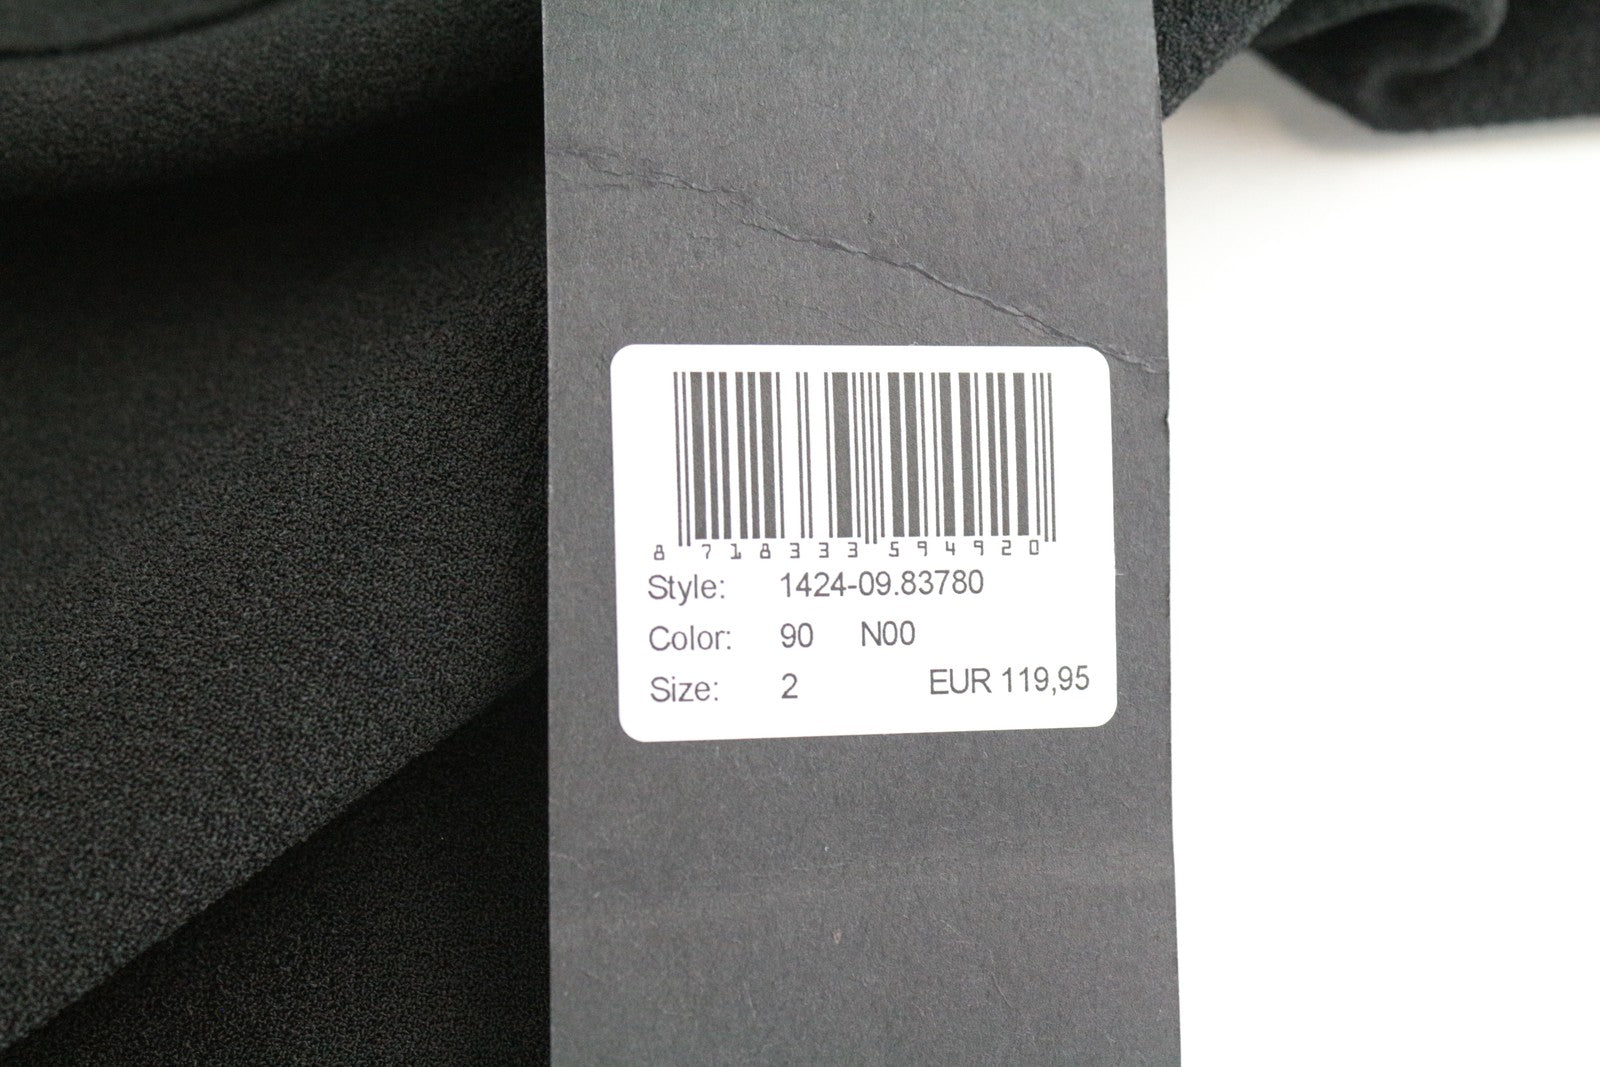 8 718333 594920
Style: 1424-09.83780
Color: 90 N00
Size: 2 EUR 119,95